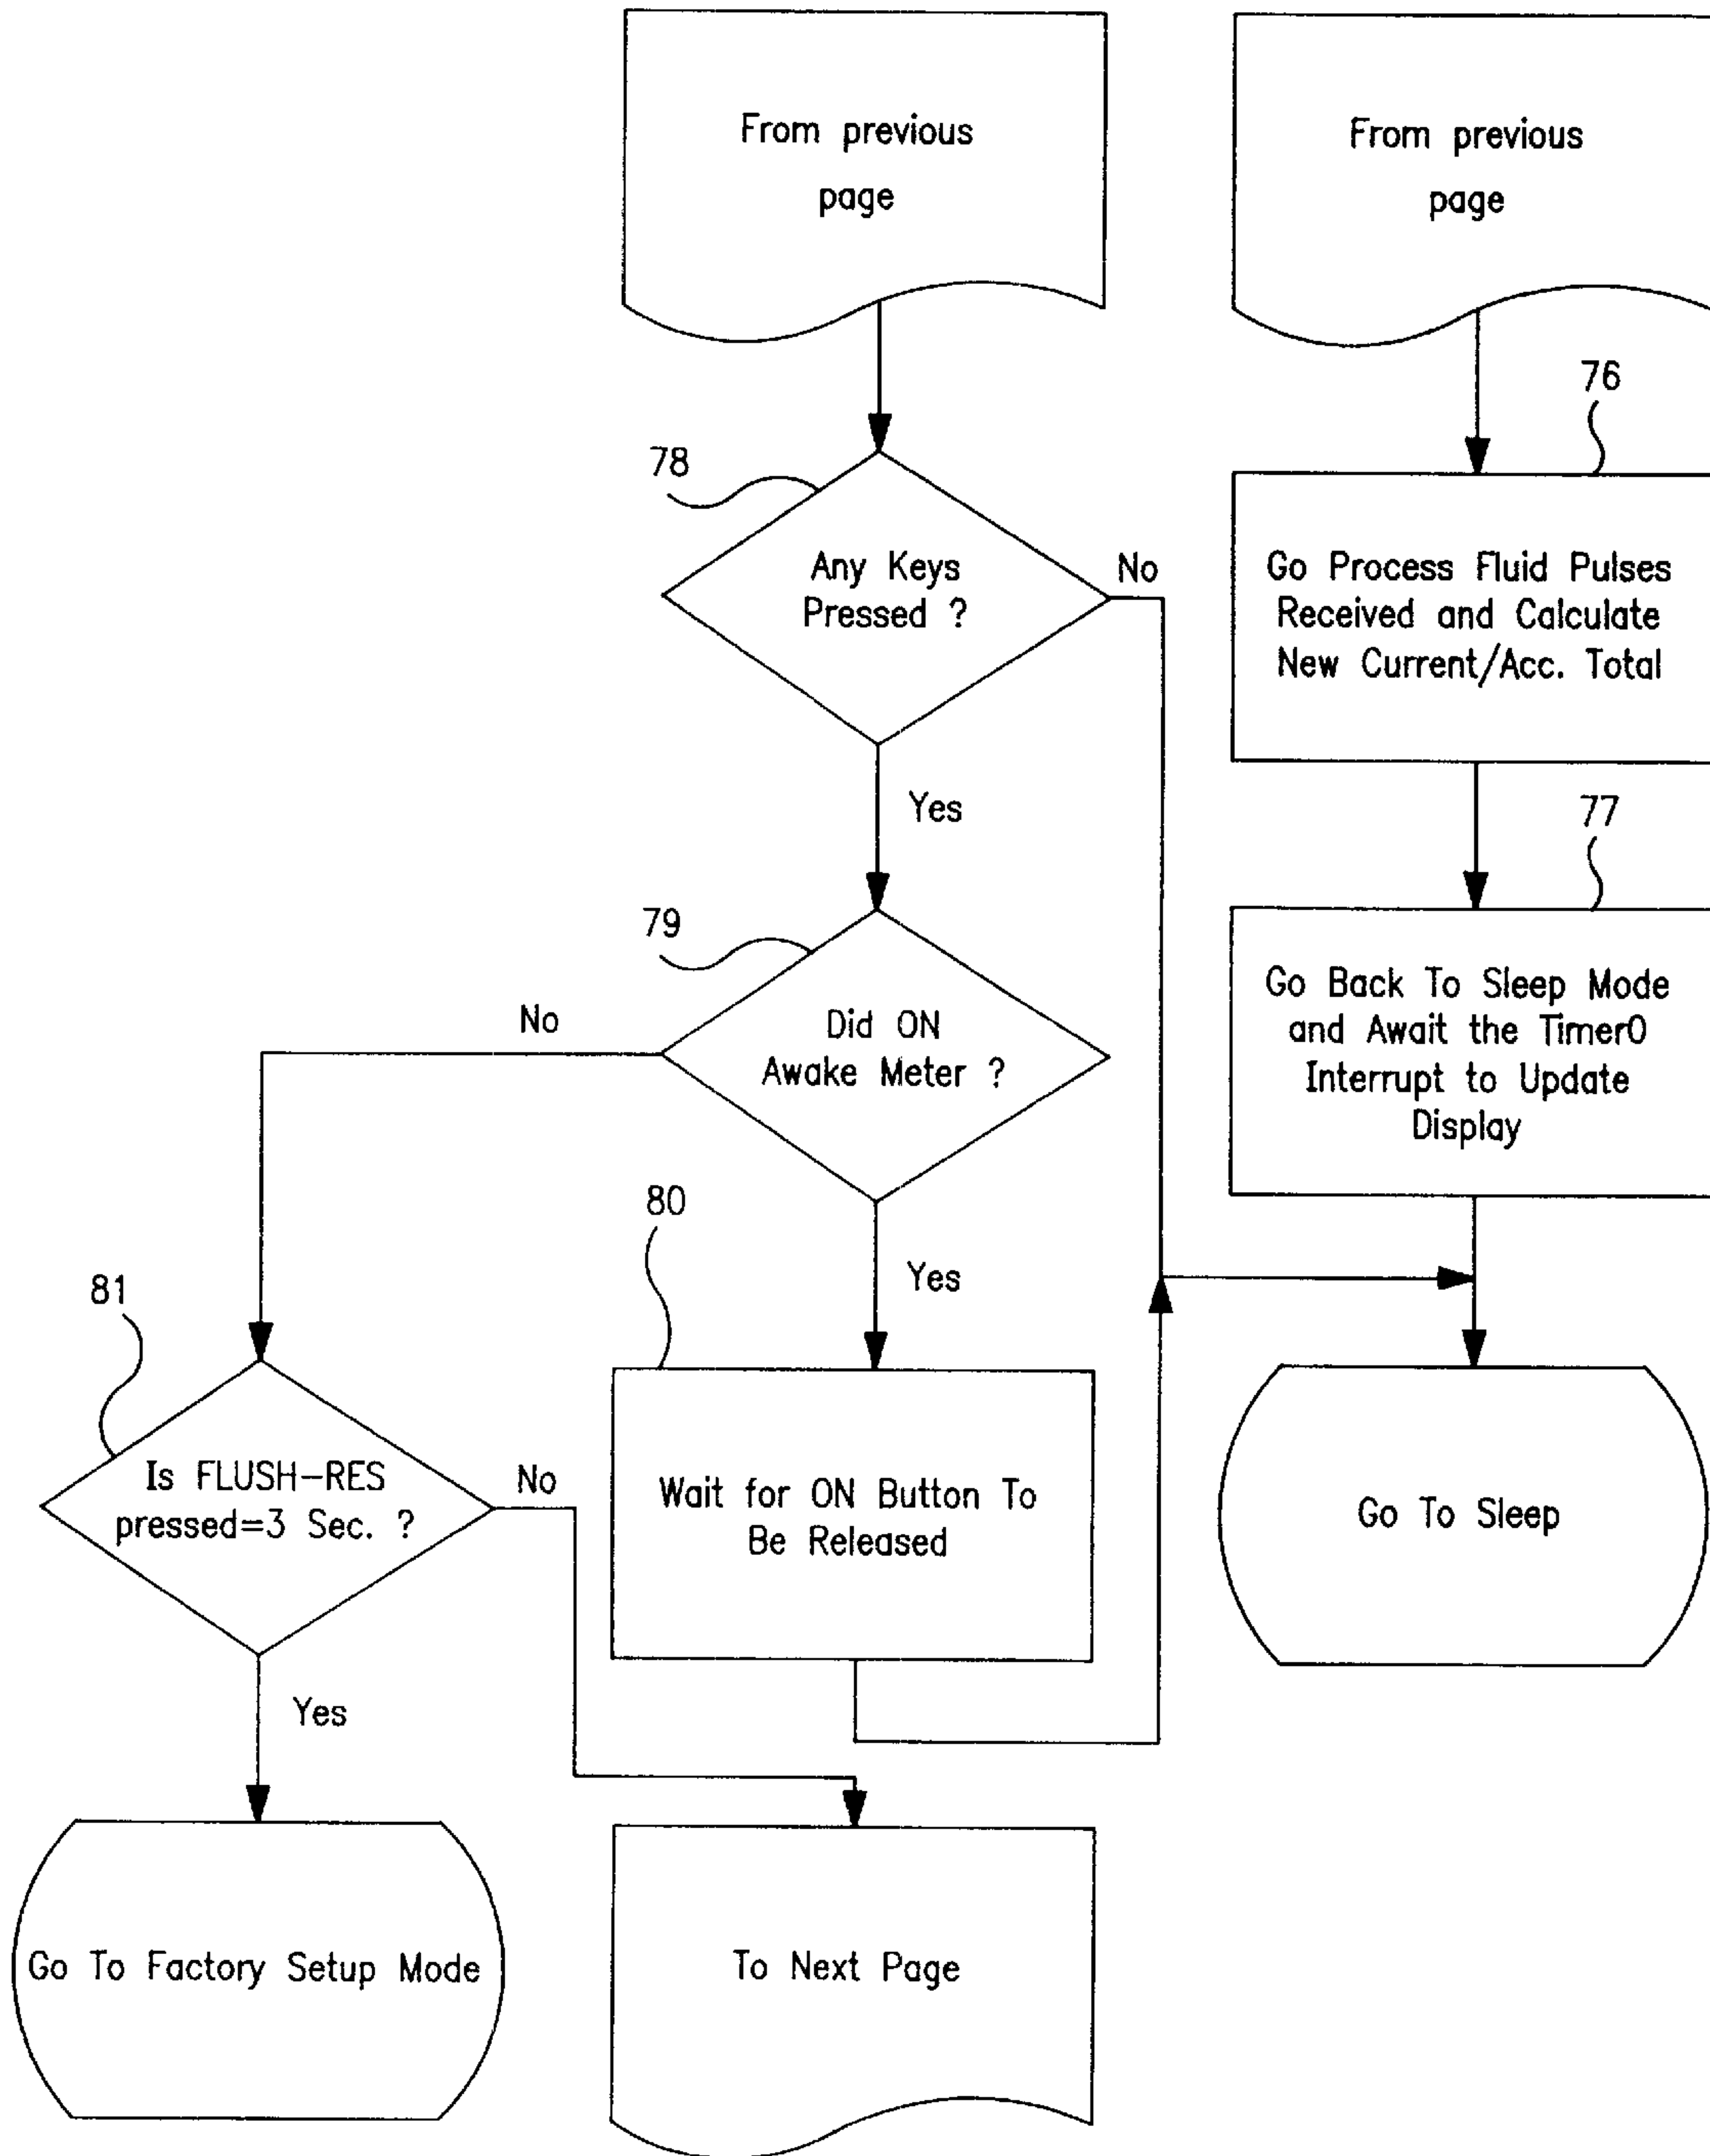 From previous
page
From previous
page
76
78
Any Keys
Pressed ?
No
Go Process Fluid Pulses
Received and Calculate
New Current/Acc. Total
Yes
77
79
Did ON
Awake Meter ?
No
Go Back To Sleep Mode
and Await the Timer0
Interrupt to Update
Display
80
Yes
81
Is FLUSH-RES
pressed=3 Sec. ?
No
Wait for ON Button To
Be Released
Go To Sleep
Yes
Go To Factory Setup Mode
To Next Page